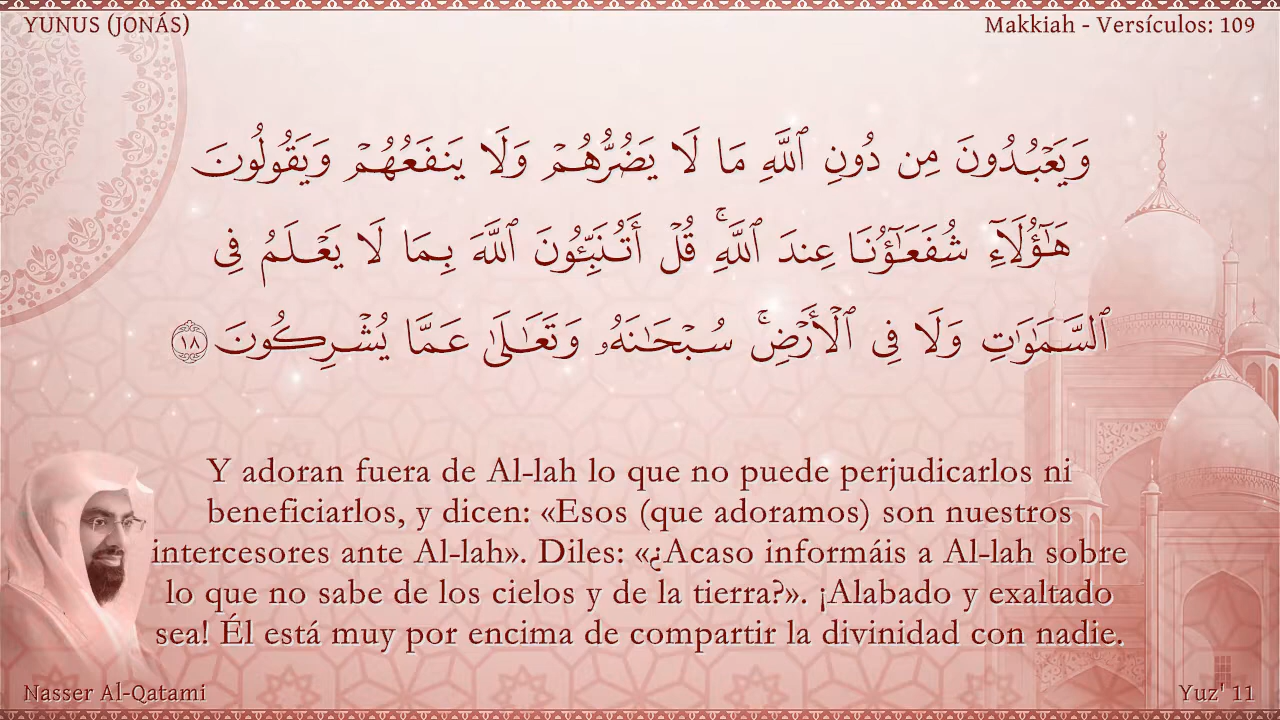 YUNUS (JONÁS)
Makkiah - Versículos: 109
وَيَعْبُدُونَ مِن دُونِ ٱللَّهِ مَا لَا يَضُرُّهُمْ وَلَا يَنفَعُهُمْ وَيَقُولُونَ
هَـٰٓؤُلَآءِ شُفَعَـٰٓؤُنَا عِندَ ٱللَّهِ ۚ قُلْ أَتُنَبِّـُٔونَ ٱللَّهَ بِمَا لَا يَعْلَمُ فِى
ٱلسَّمَـٰوَٰتِ وَلَا فِى ٱلْأَرْضِ ۚ سُبْحَـٰنَهُۥ وَتَعَـٰلَىٰ عَمَّا يُشْرِكُونَ ١٨
Y adoran fuera de Al-lah lo que no puede perjudicarlos ni
beneficiarlos, y dicen: «Esos (que adoramos) son nuestros
intercesores ante Al-lah». Diles: «¿Acaso informáis a Al-lah sobre
lo que no sabe de los cielos y de la tierra?». ¡Alabado y exaltado
sea! Él está muy por encima de compartir la divinidad con nadie.
Nasser Al-Qatami
Yuz' 11